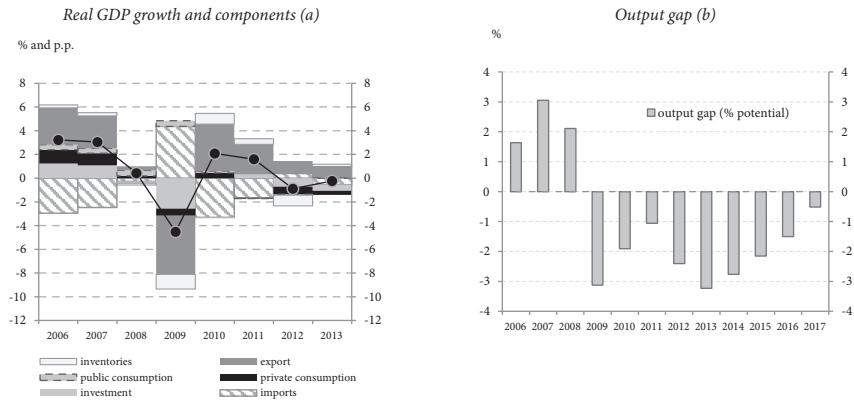 Real GDP growth and components (a)
% and p.p.
8 8
6 6
4 4
2 2
0 0
-2 -2
-4 -4
-6 -6
-8 -8
-10 -10
-12 -12
2006 2007 2008 2009 2010 2011 2012 2013
inventories export
public consumption private consumption
investment imports
Output gap (b)
%
4 4
3 3
output gap (% potential)
2 2
1 1
0 0
-1 -1
-2 -2
-3 -3
-4 -4
2006 2007 2008 2009 2010 2011 2012 2013 2014 2015 2016 2017